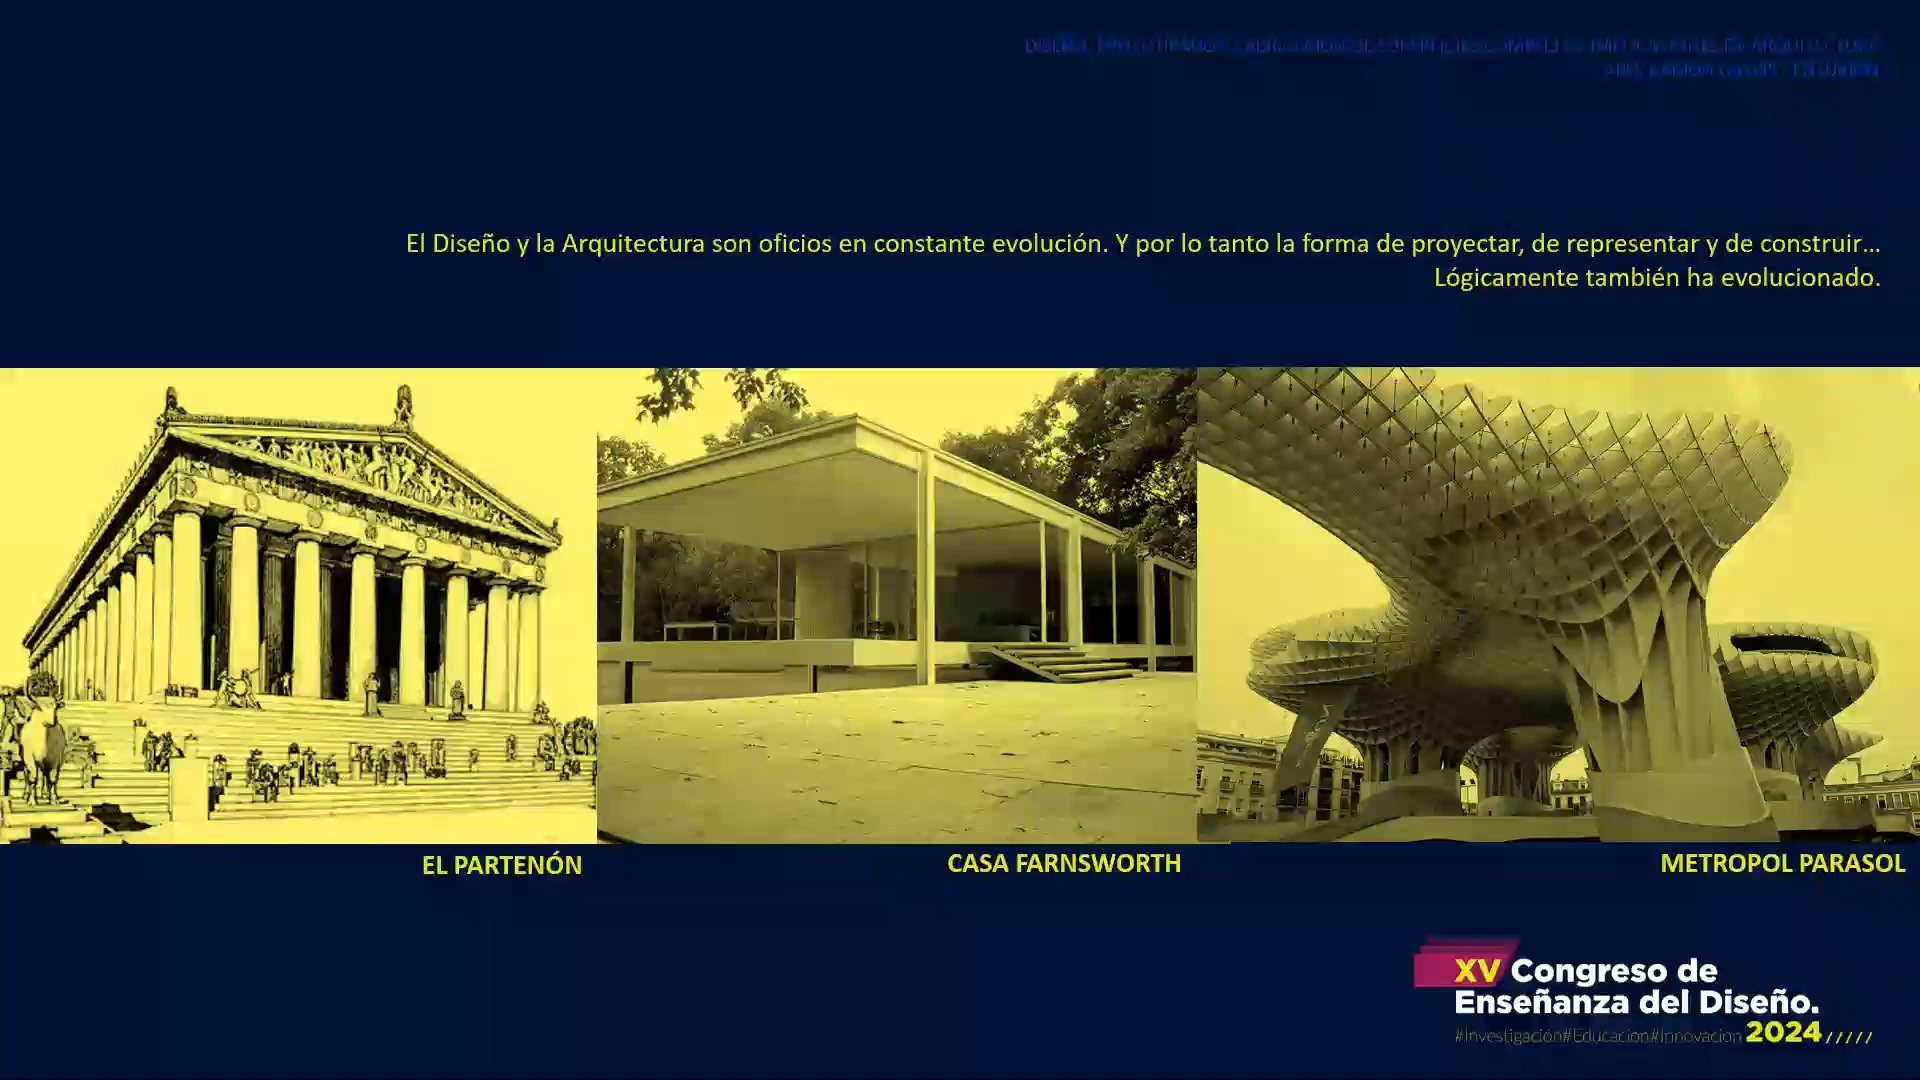 El Diseño y la Arquitectura son oficios en constante evolución. Y por lo tanto la forma de proyectar, de representar y de construir...
Lógicamente también ha evolucionado.
EL PARTENÓN
CASA FARNSWORTH
METROPOL PARASOL
XV Congreso de
Enseñanza del Diseño.
#Investigación#Educacion#Innovacion 2024 /////